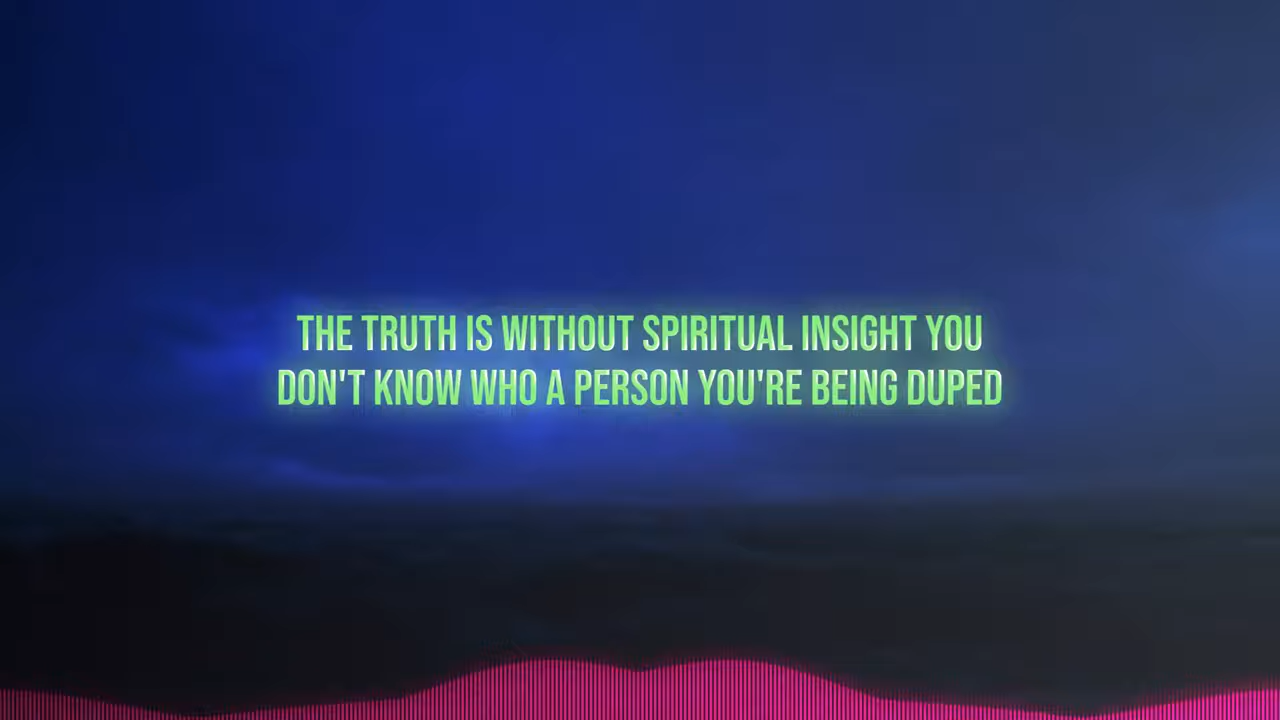 THE TRUTH IS WITHOUT SPIRITUAL INSIGHT YOU
DON'T KNOW WHO A PERSON YOU'RE BEING DUPED